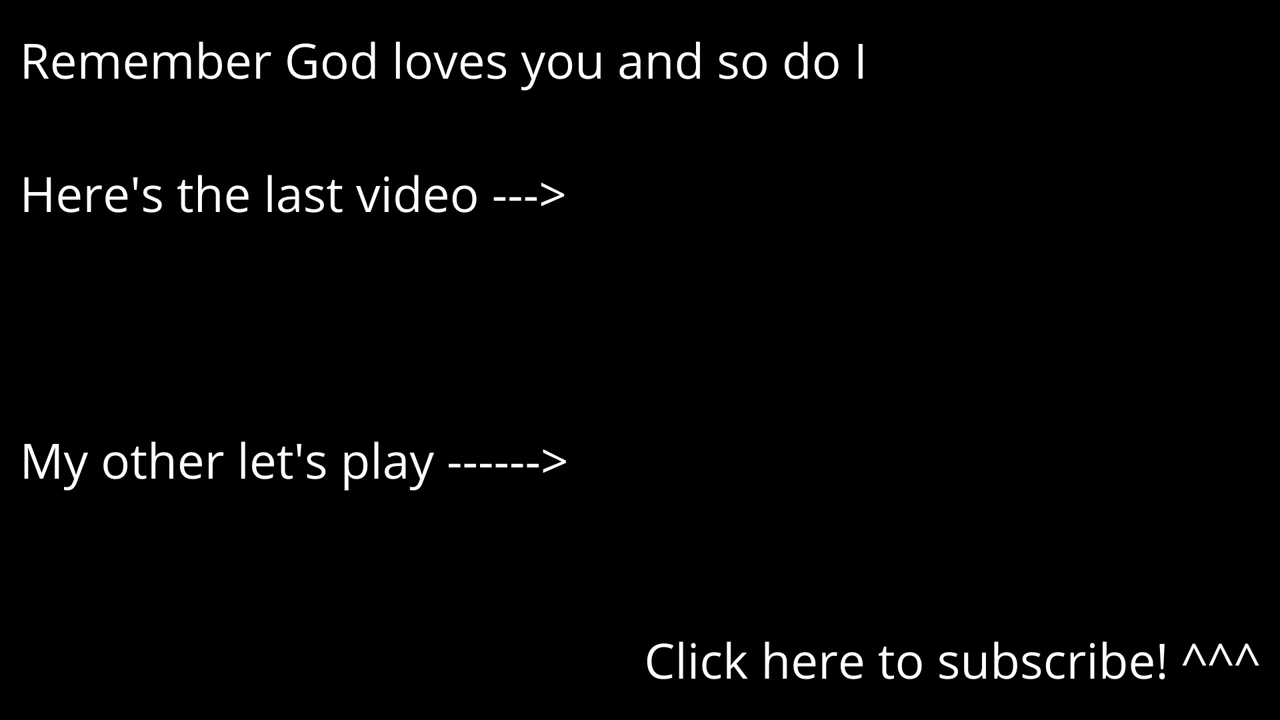 Remember God loves you and so do I
Here's the last video --->
My other let's play ------>
Click here to subscribe! ^^^